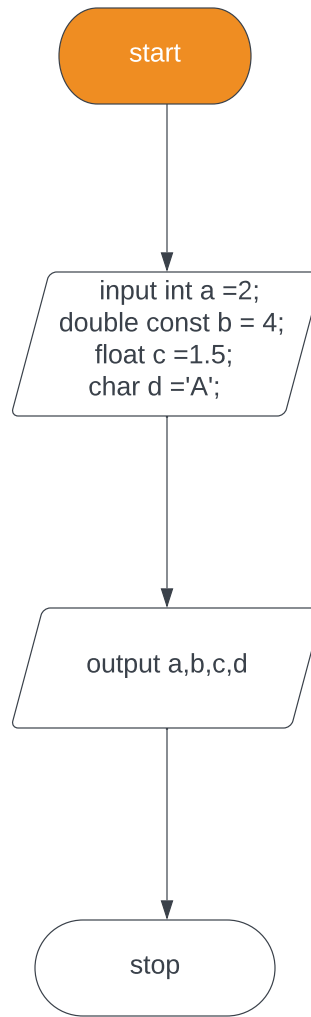 start
input int a =2;
double const b = 4;
float c =1.5;
char d ='A';
output a,b,c,d
stop